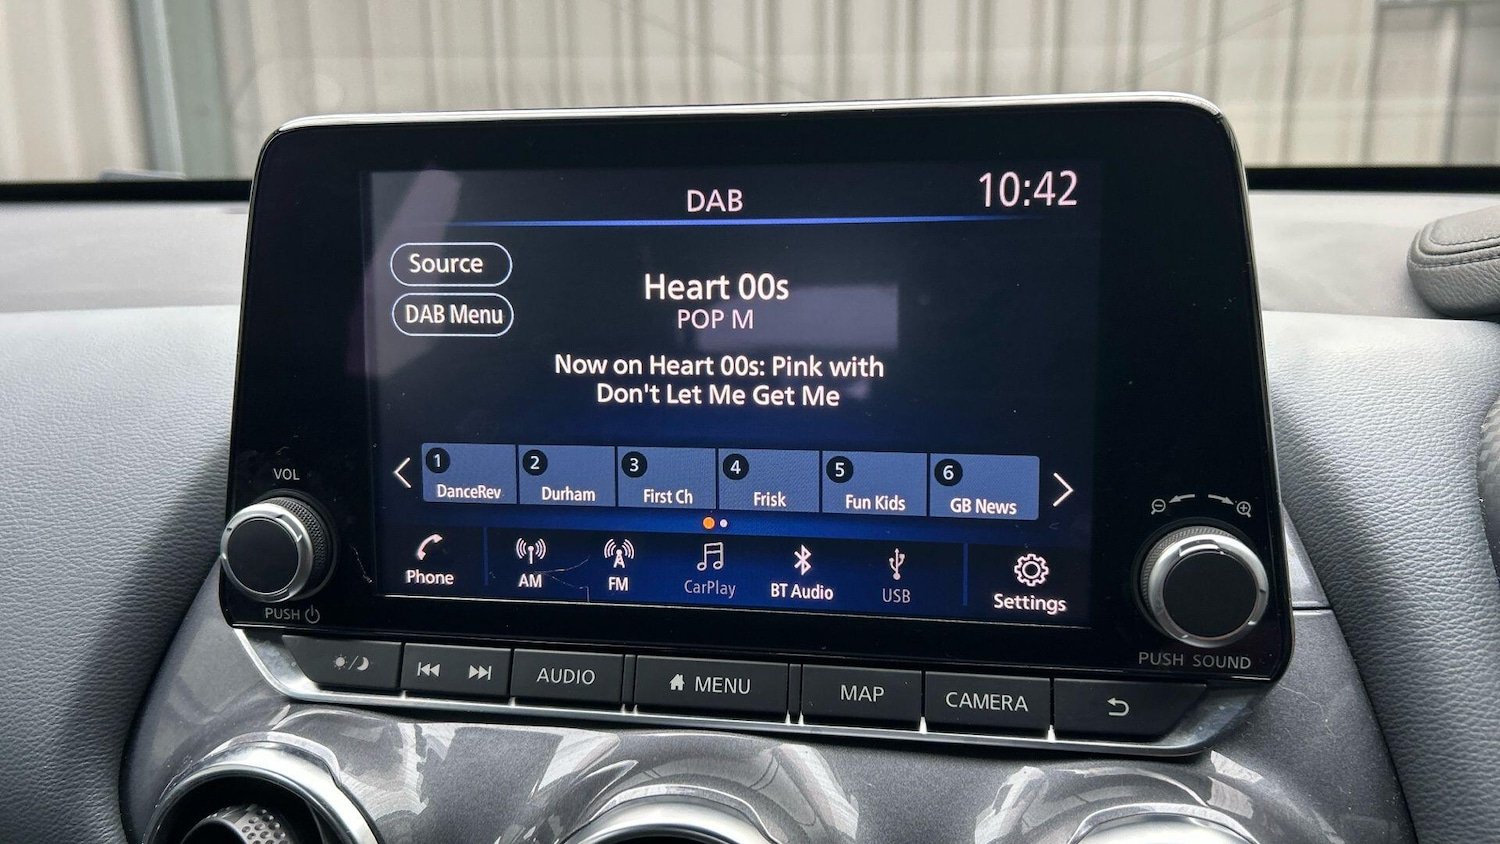 DAB
10:42
Source
DAB Menu
Heart 00s
POP M
Now on Heart 00s: Pink with
Don't Let Me Get Me
1 DanceRev
2 Durham
3 First Ch
4 Frisk
5 Fun Kids
6 GB News
Phone
AM
FM
CarPlay
BT Audio
USB
Settings
VOL
PUSH
PUSH SOUND
AUDIO
MENU
MAP
CAMERA